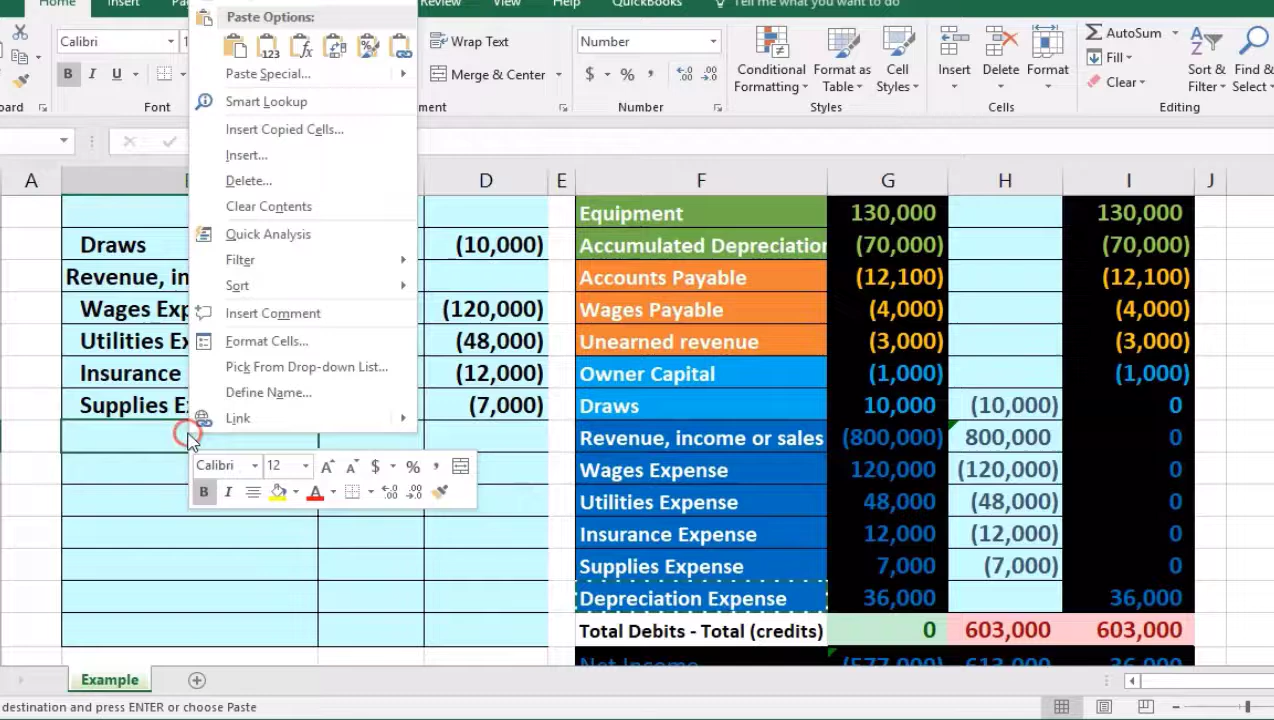 Home Insert Review View Help QuickBooks Tell me what you want to do
Calibri
Wrap Text
Number
AutoSum
Fill
Clear
Merge & Center
B I U
$ % ,
Conditional Formatting
Format as Table
Cell Styles
Insert
Delete
Format
Sort & Filter
Find & Select
Font
Number
Styles
Cells
Editing
Paste Options:
123
Paste Special...
Smart Lookup
Insert Copied Cells...
Insert...
Delete...
Clear Contents
Quick Analysis
Filter
Sort
Insert Comment
Format Cells...
Pick From Drop-down List...
Define Name...
Link
Calibri 12 $ % ,
B I A
A D E F G H I J
Equipment 130,000 130,000
Draws (10,000) Accumulated Depreciation (70,000) (70,000)
Revenue, Accounts Payable (12,100) (12,100)
Wages (120,000) Wages Payable (4,000) (4,000)
Utilities (48,000) Unearned revenue (3,000) (3,000)
Insurance (12,000) Owner Capital (1,000) (1,000)
Supplies (7,000) Draws 10,000 (10,000) 0
Revenue, income or sales (800,000) 800,000 0
Wages Expense 120,000 (120,000) 0
Utilities Expense 48,000 (48,000) 0
Insurance Expense 12,000 (12,000) 0
Supplies Expense 7,000 (7,000) 0
Depreciation Expense 36,000 36,000
Total Debits - Total (credits) 0 603,000 603,000
Net Income (577,000) 613,000 36,000
Example
destination and press ENTER or choose Paste